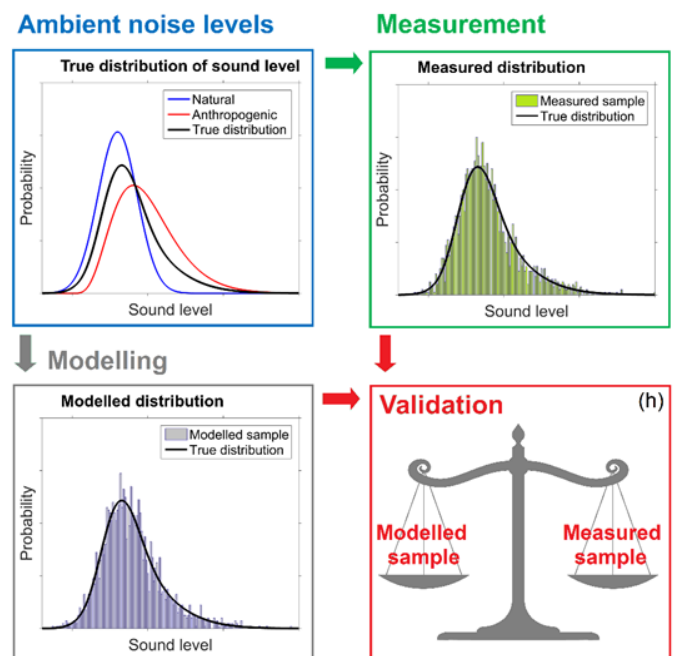 Ambient noise levels
Measurement
True distribution of sound level
Natural
Anthropogenic
True distribution
Probability
Sound level
Measured distribution
Measured sample
True distribution
Probability
Sound level
Modelling
Modelled distribution
Modelled sample
True distribution
Probability
Sound level
Validation
(h)
Modelled
sample
Measured
sample